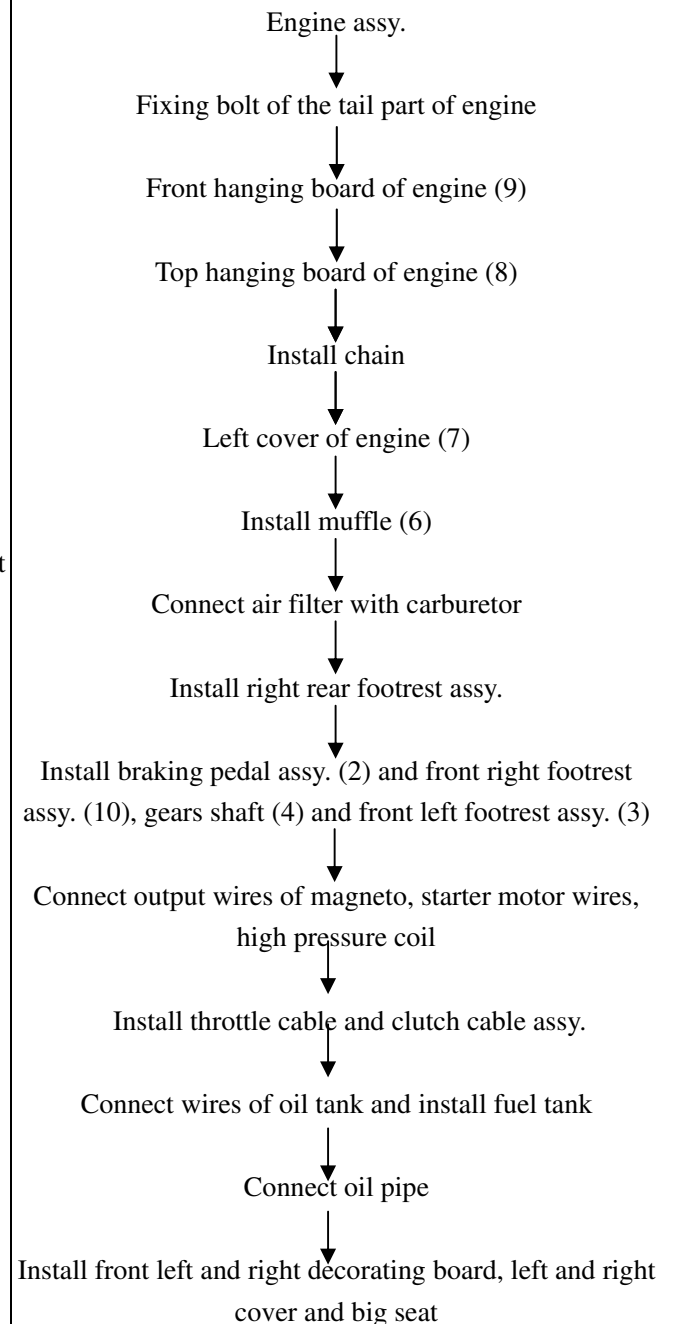 Engine assy.
Fixing bolt of the tail part of engine
Front hanging board of engine (9)
Top hanging board of engine (8)
Install chain
Left cover of engine (7)
Install muffle (6)
t
Connect air filter with carburetor
Install right rear footrest assy.
Install braking pedal assy. (2) and front right footrest
assy. (10), gears shaft (4) and front left footrest assy. (3)
Connect output wires of magneto, starter motor wires,
high pressure coil
Install throttle cable and clutch cable assy.
Connect wires of oil tank and install fuel tank
Connect oil pipe
Install front left and right decorating board, left and right
cover and big seat